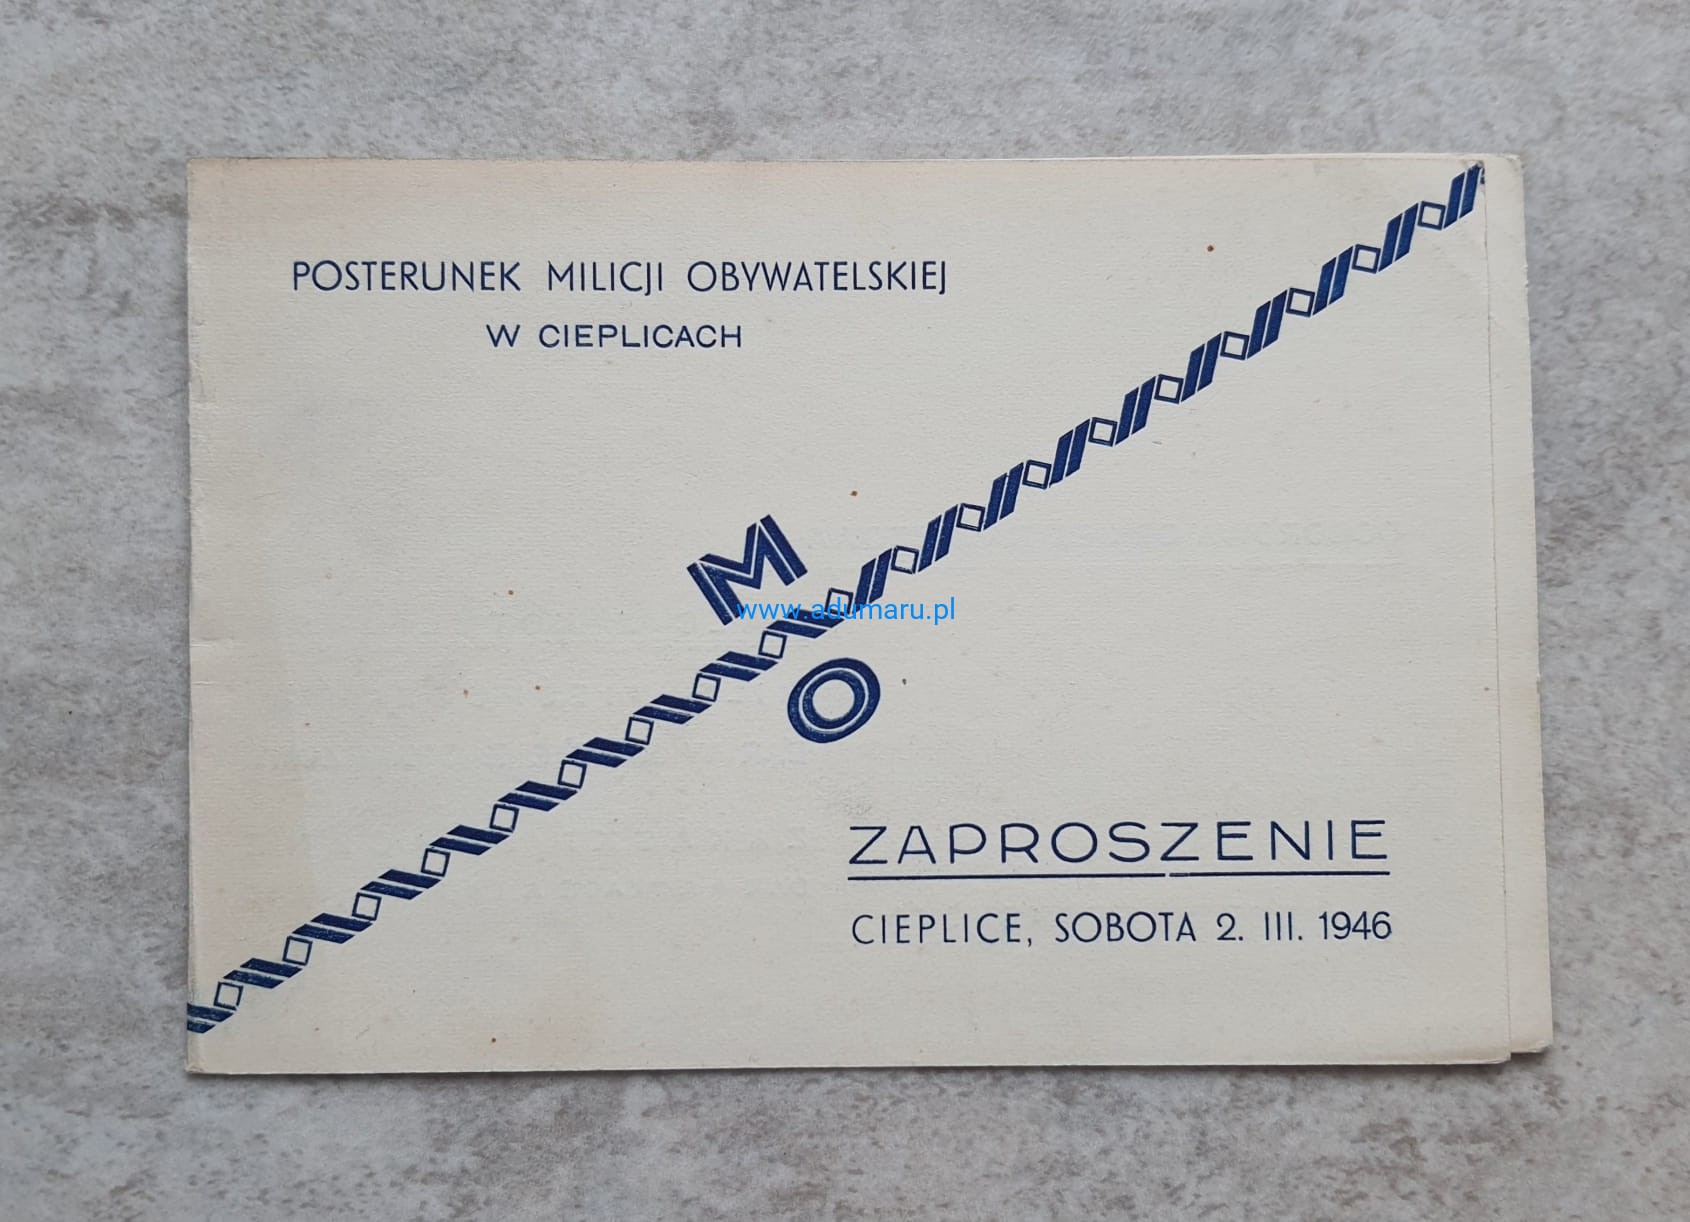 POSTERUNEK MILICJI OBYWATELSKIEJ
W CIEPLICACH
M
www.adumaru.pl
O
ZAPROSZENIE
CIEPLICE, SOBOTA 2. III. 1946